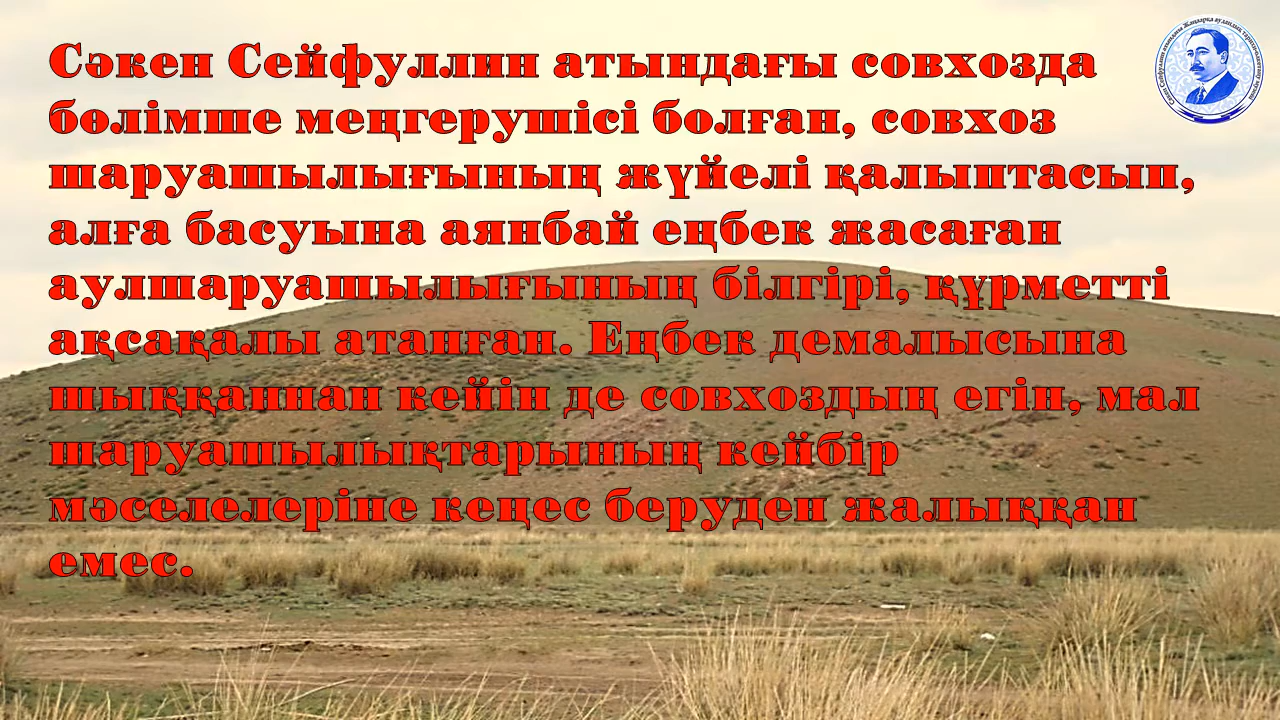 Сәкен Сейфуллин атындағы совхозда
бөлімше меңгерушісі болған, совхоз
шаруашылығының жүйелі қалыптасып,
алға басуына аянбай еңбек жасаған
аулшаруашылығының білгірі, құрметті
ақсақалы атанған. Еңбек демалысына
шыққаннан кейін де совхоздың егін, мал
шаруашылықтарының кейбір
мәселелеріне кеңес беруден жалыққан
емес.